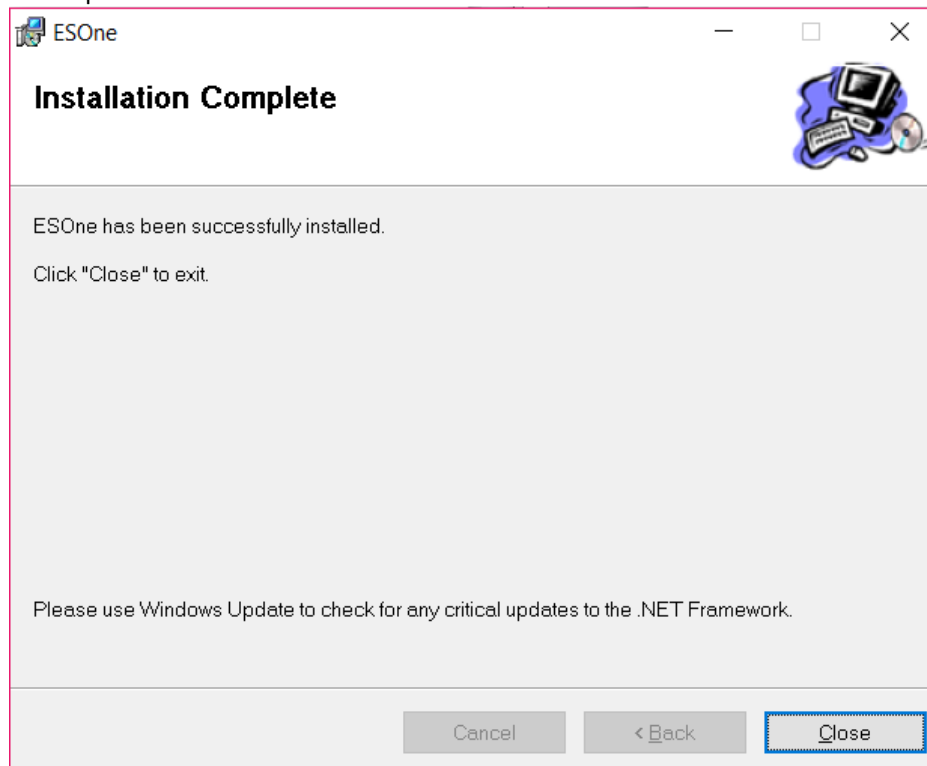 ESOne
Installation Complete
ESOne has been successfully installed.
Click "Close" to exit.
Please use Windows Update to check for any critical updates to the .NET Framework.
Cancel
< Back
Close